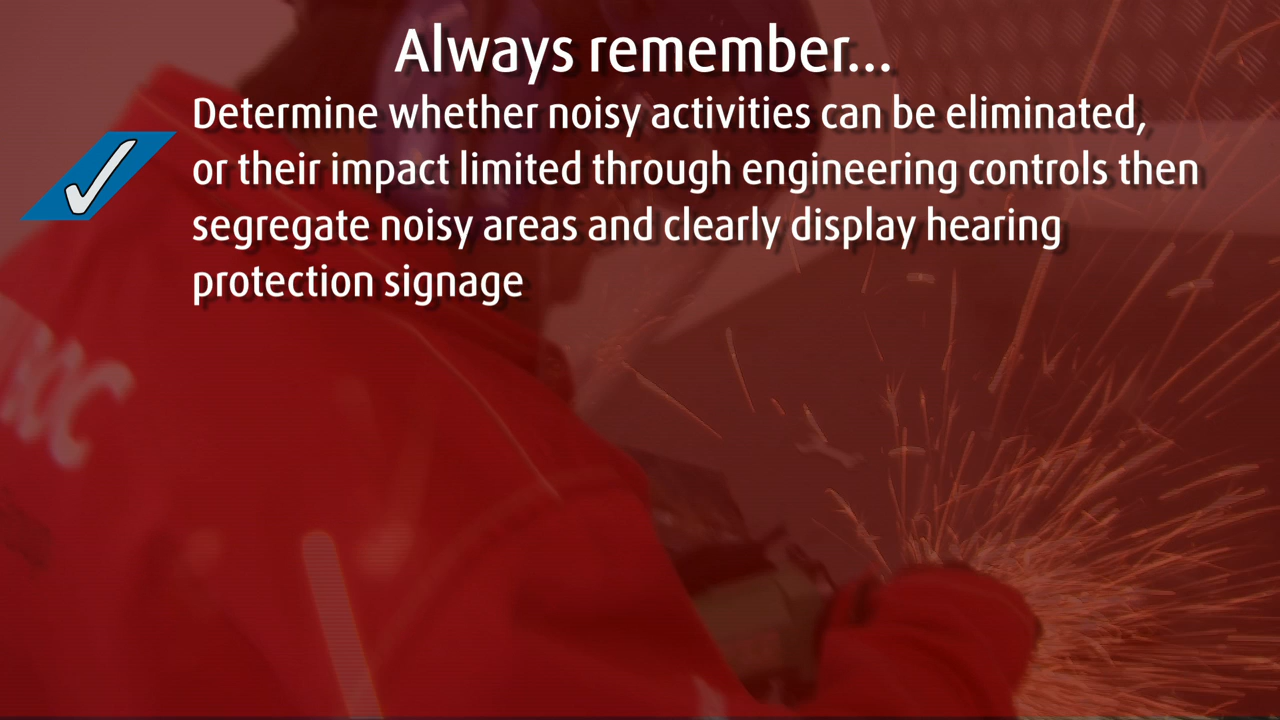 Always remember...
Determine whether noisy activities can be eliminated,
or their impact limited through engineering controls then
segregate noisy areas and clearly display hearing
protection signage
BOC